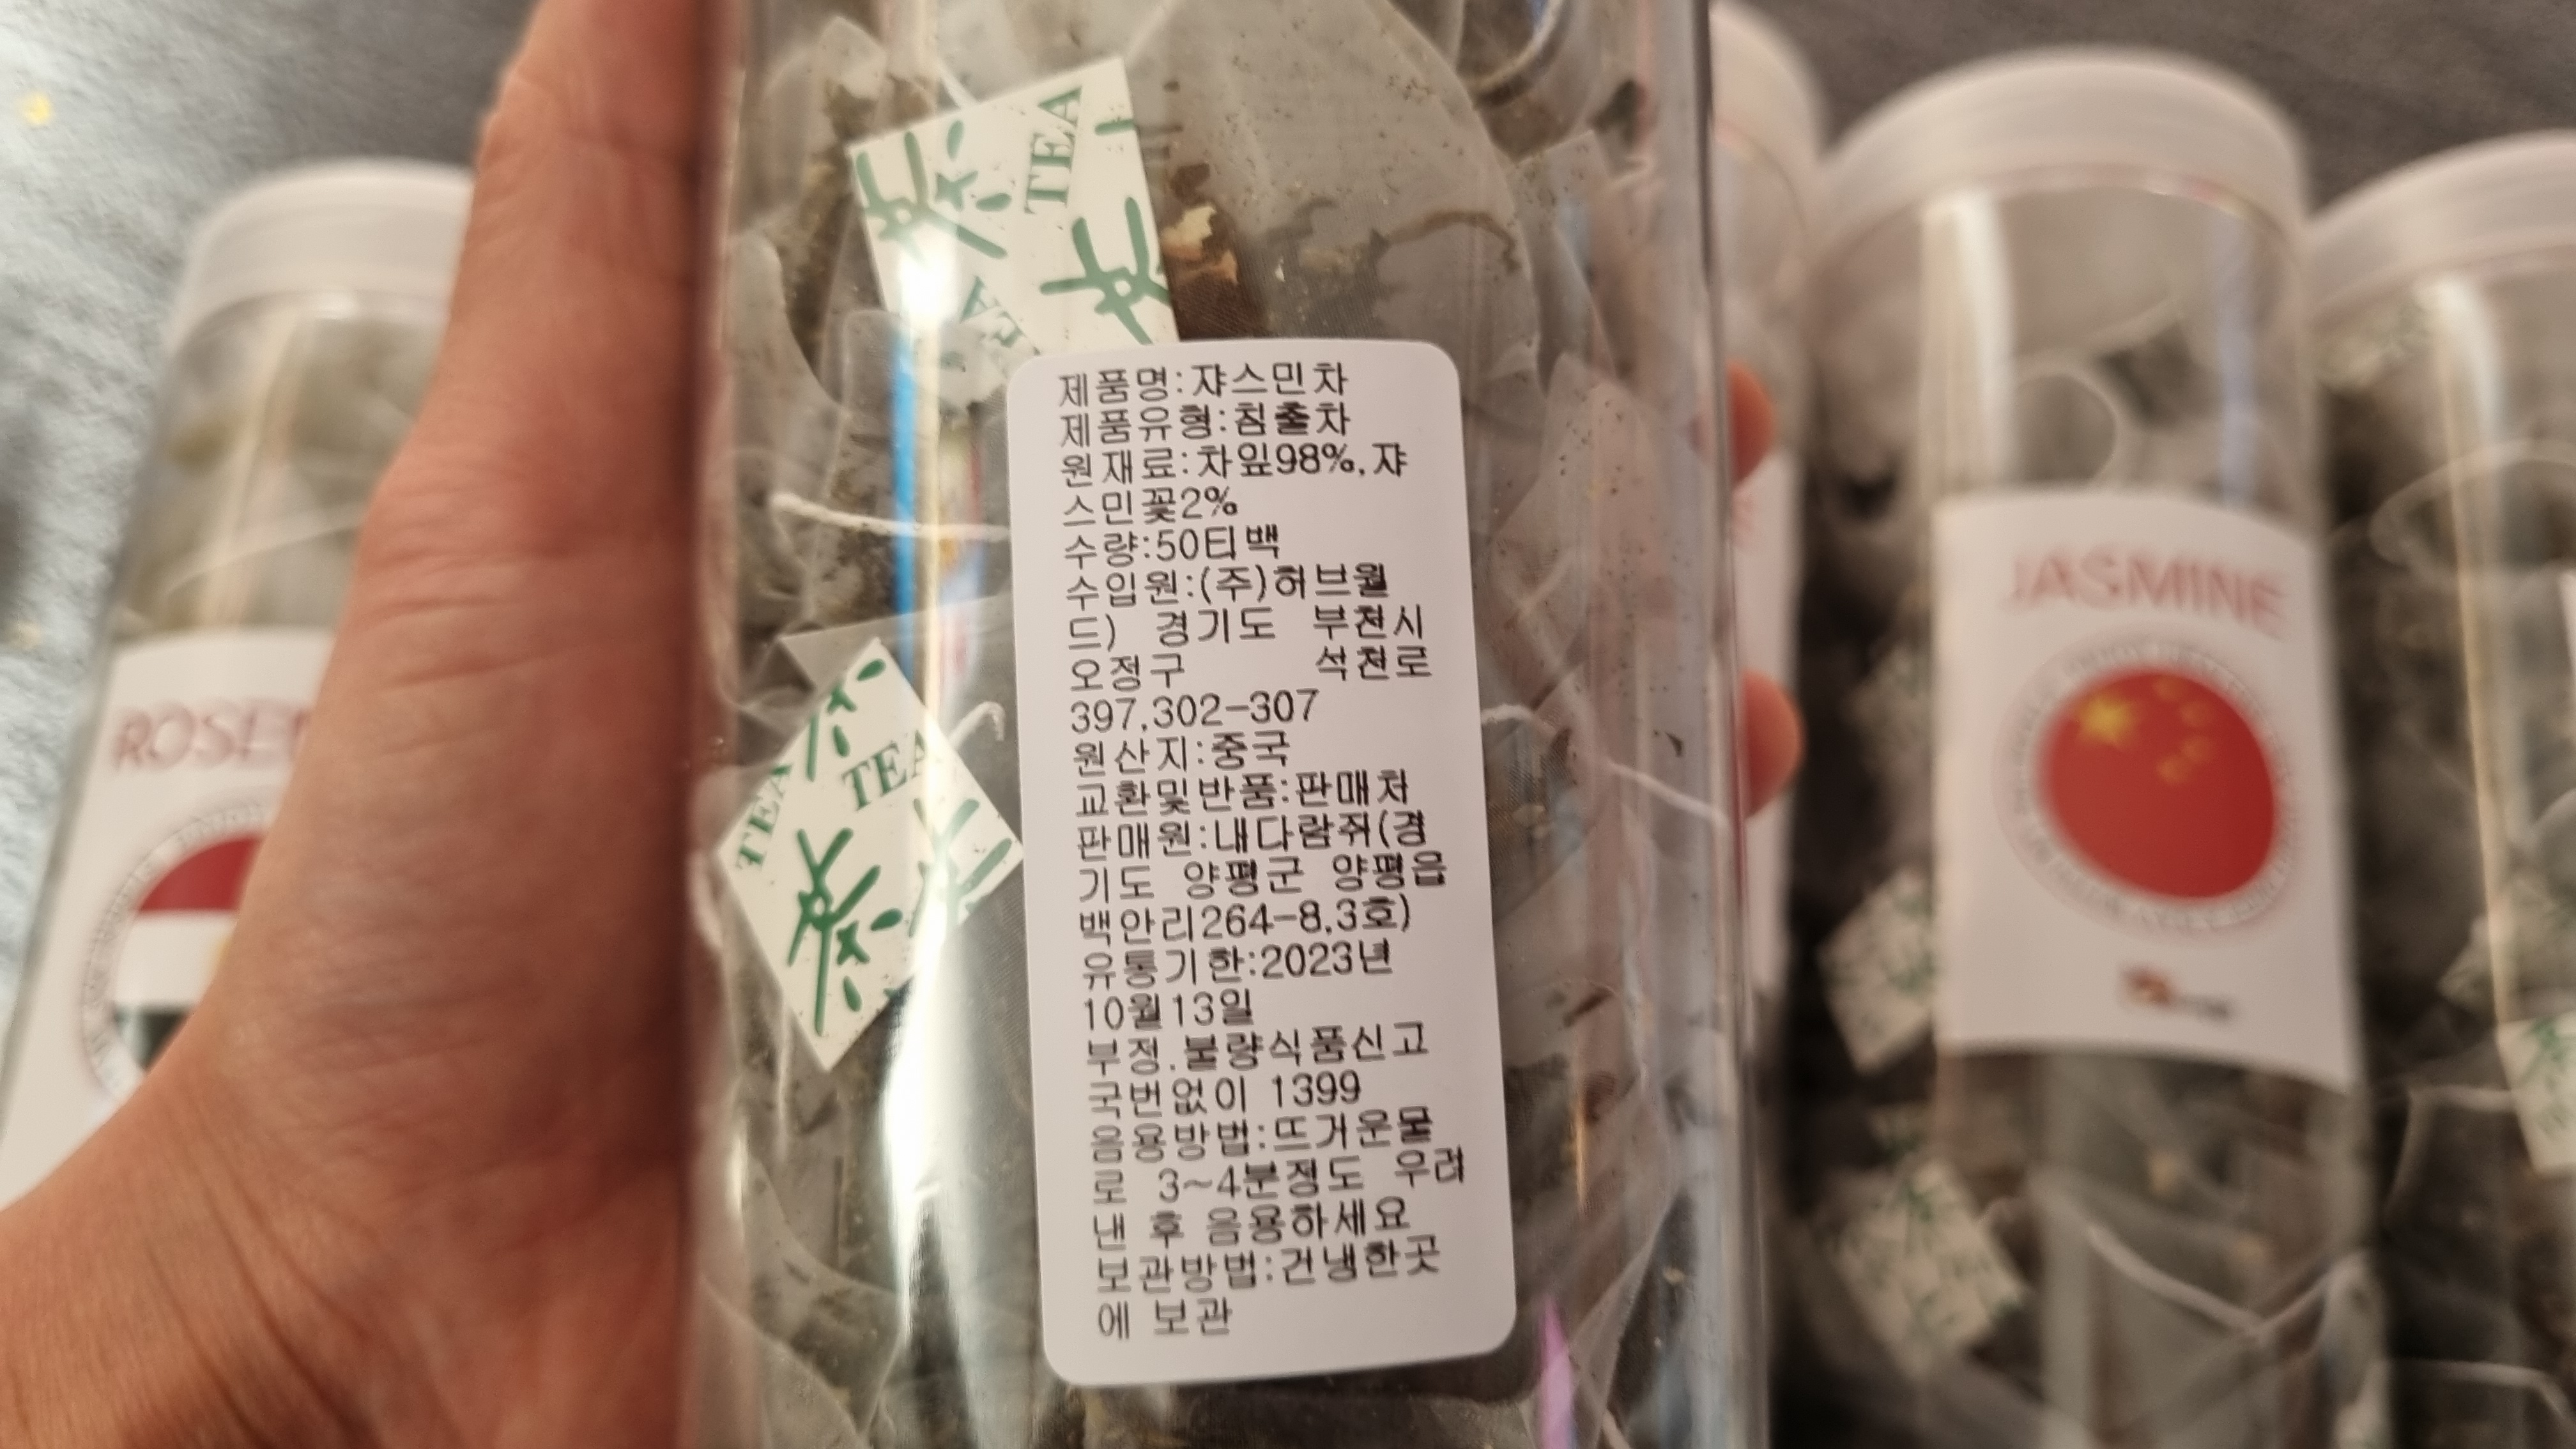 TEA
TEA
TEA
제품명:쟈스민차
제품유형:침출차
원재료:차잎98%,쟈
스민꽃2%
수량:50티백
수입원:(주)허브월
드) 경기도 부천시
오정구 석천로
397,302-307
원산지:중국
교환및반품:판매처
판매원:내다람쥐(경
기도 양평군 양평읍
백안리264-8,3호)
유통기한:2023년
10월13일
부정.불량식품신고
국번없이 1399
음용방법:뜨거운물
로 3~4분정도 우려
낸 후 음용하세요
보관방법:건냉한곳
에 보관
JASMINE